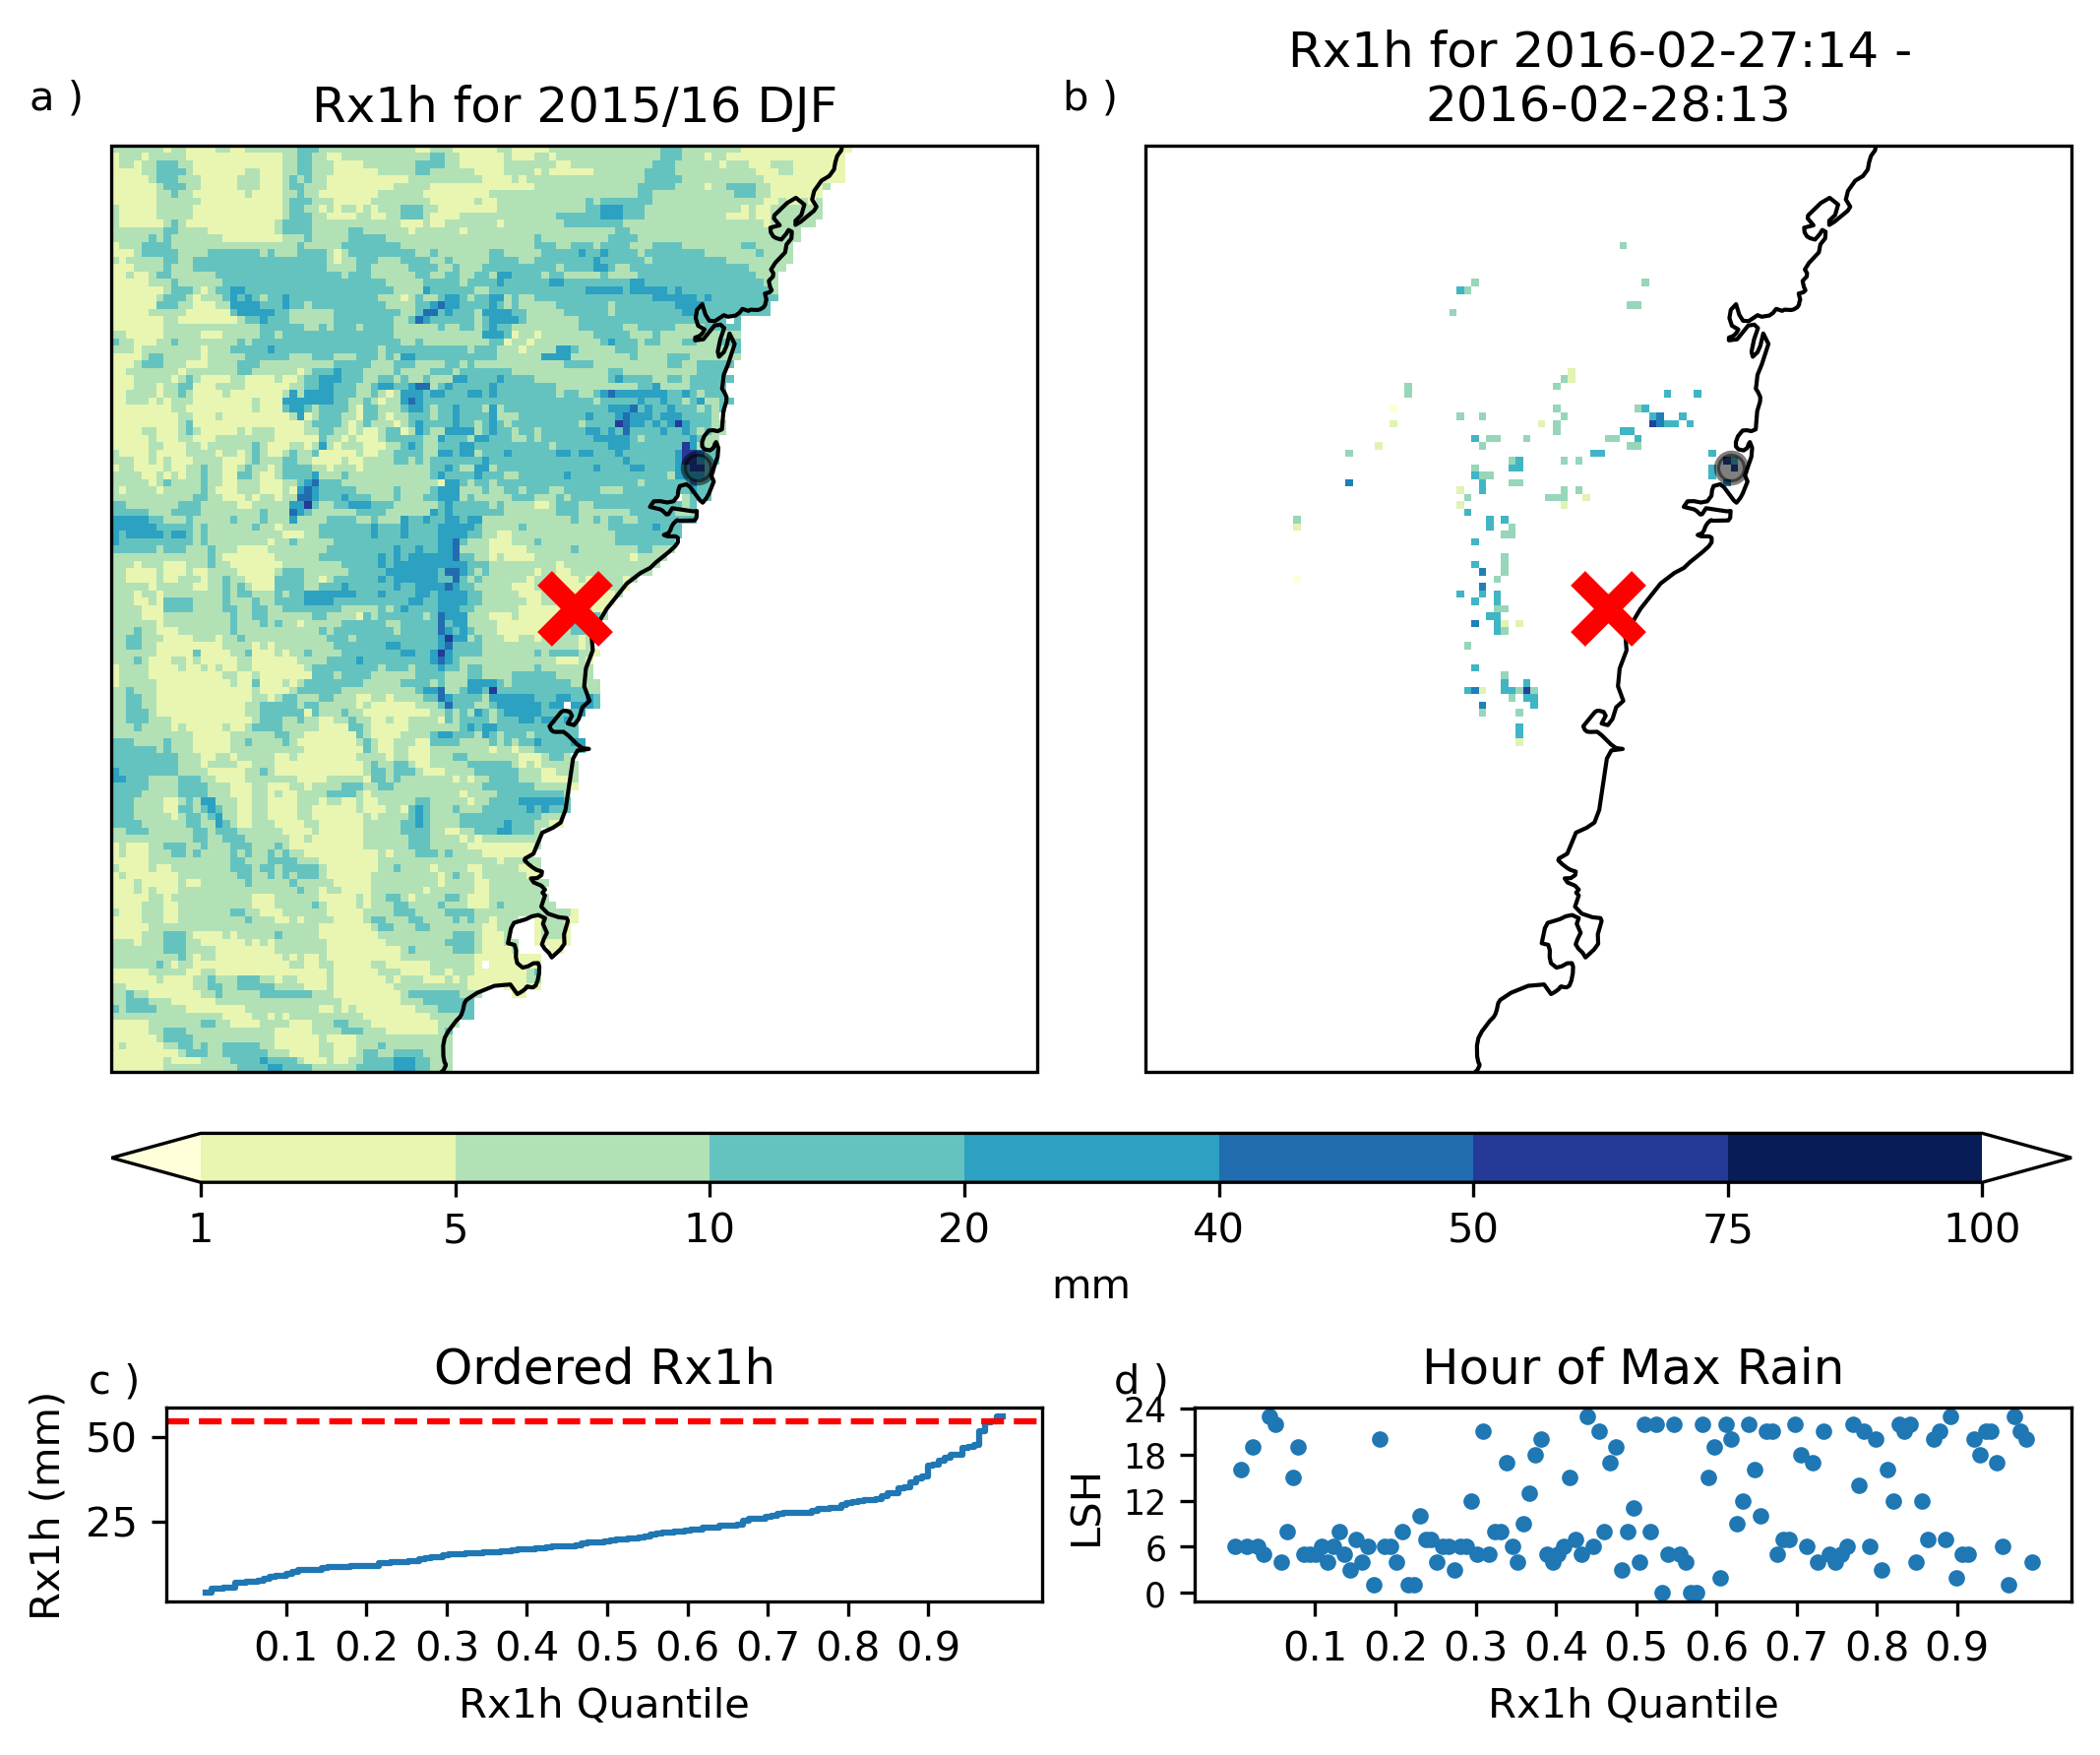 a )
Rx1h for 2015/16 DJF
b )
Rx1h for 2016-02-27:14 -
2016-02-28:13
1 5 10 20 40 50 75 100
mm
c )
Ordered Rx1h
Rx1h (mm)
50
25
0.1 0.2 0.3 0.4 0.5 0.6 0.7 0.8 0.9
Rx1h Quantile
d )
Hour of Max Rain
LSH
24
18
12
6
0
0.1 0.2 0.3 0.4 0.5 0.6 0.7 0.8 0.9
Rx1h Quantile